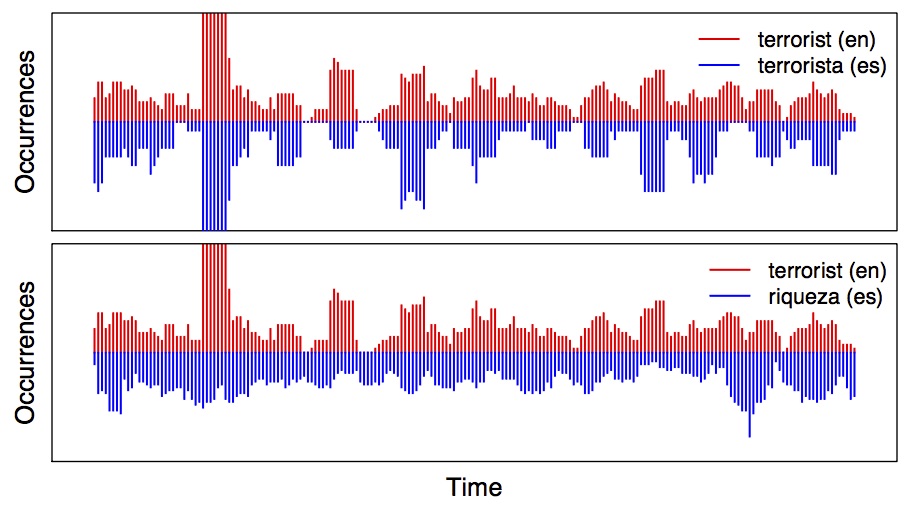 Occurrences
terrorist (en)
terrorista (es)
Occurrences
terrorist (en)
riqueza (es)
Time